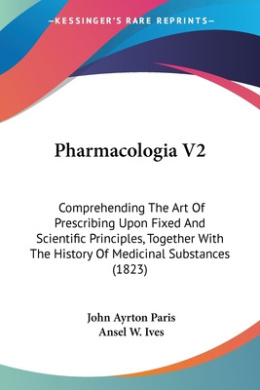 KESSINGER'S RARE REPRINTS
Pharmacologia V2
Comprehending The Art Of
Prescribing Upon Fixed And
Scientific Principles, Together With
The History Of Medicinal Substances
(1823)
John Ayrton Paris
Ansel W. Ives